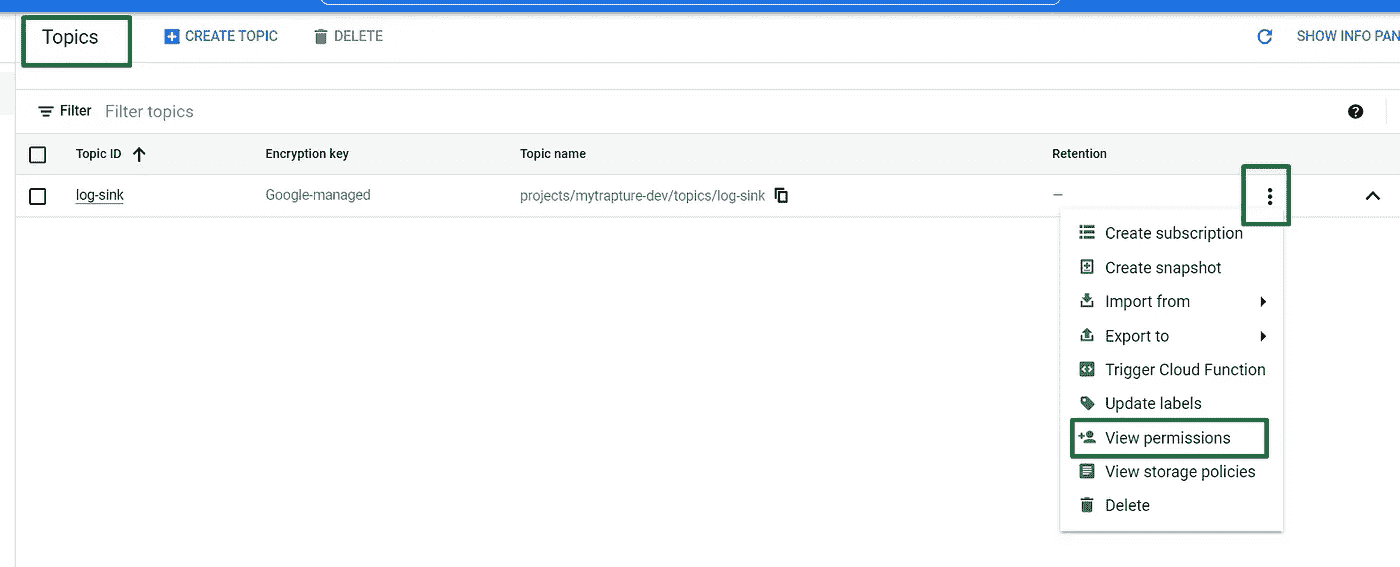 Topics CREATE TOPIC DELETE SHOW INFO PAN
Filter Filter topics
Topic ID Encryption key Topic name Retention
log-sink Google-managed projects/mytrapture-dev/topics/log-sink –
Create subscription
Create snapshot
Import from
Export to
Trigger Cloud Function
Update labels
View permissions
View storage policies
Delete